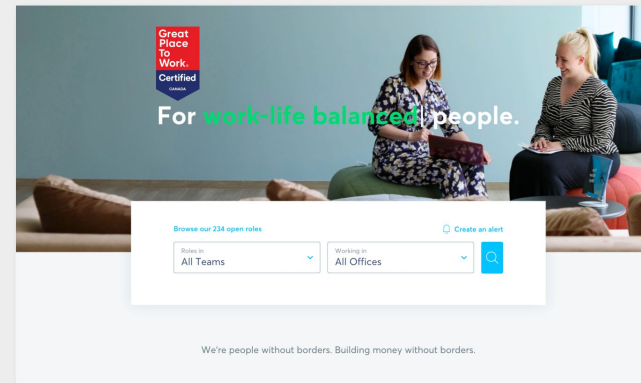 Great
Place
To
Work.
Certified
CANADA
For work-life balanced| people.
Browse our 234 open roles
Create an alert
Roles in
All Teams
Working in
All Offices
We're people without borders. Building money without borders.